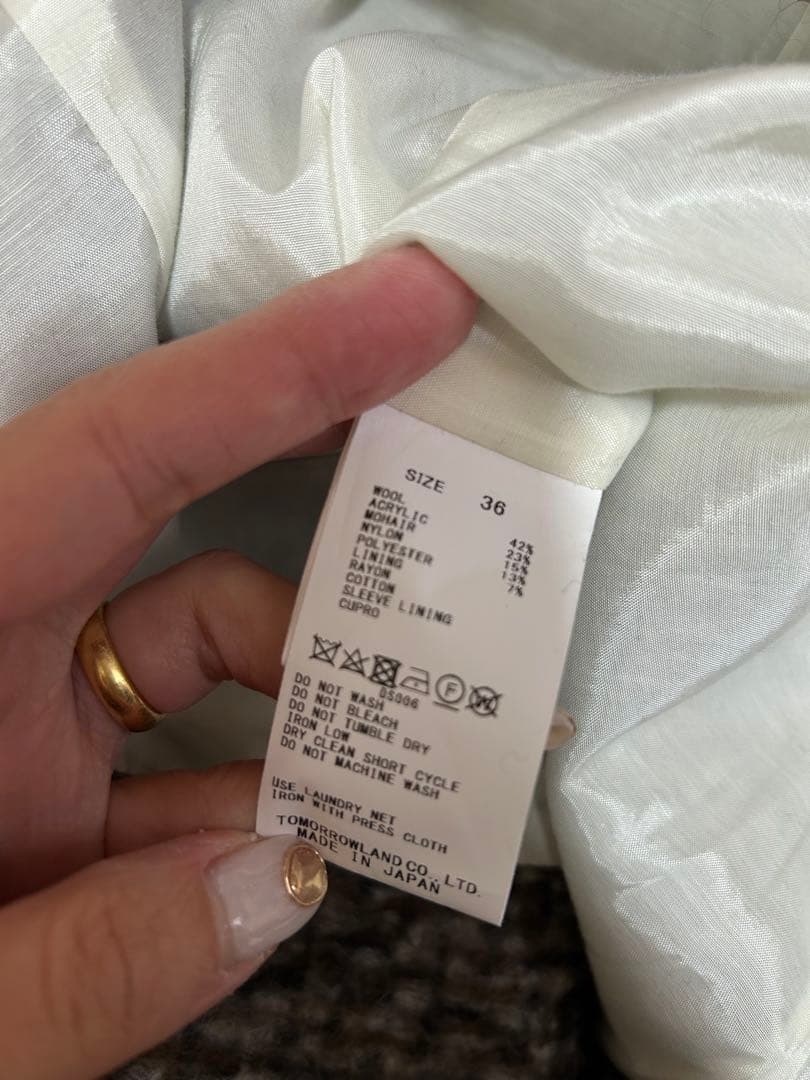 SIZE 36
WOOL 42%
ACRYLIC 23%
MOHAIR 15%
NYLON 13%
POLYESTER 7%
LINING
RAYON
COTTON
SLEEVE LINING
CUPRO
F W
DS006
DO NOT WASH
DO NOT BLEACH
DO NOT TUMBLE DRY
IRON LOW
DRY CLEAN SHORT CYCLE
DO NOT MACHINE WASH
USE LAUNDRY NET
IRON WITH PRESS CLOTH
TOMORROWLAND CO., LTD.
MADE IN JAPAN